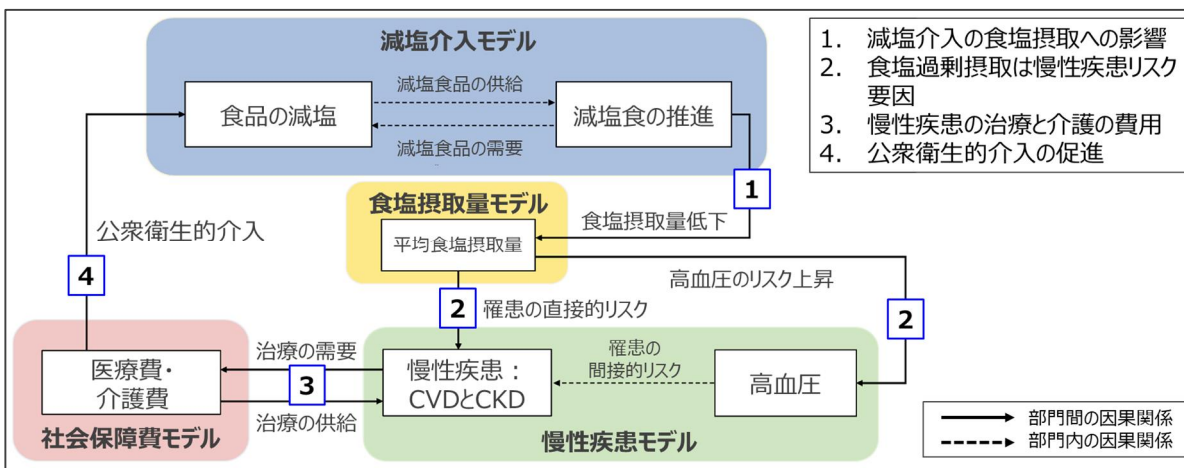 減塩介入モデル
食品の減塩
減塩食品の供給
減塩食品の需要
減塩食の推進
1
1. 減塩介入の食塩摂取への影響
2. 食塩過剰摂取は慢性疾患リスク
要因
3. 慢性疾患の治療と介護の費用
4. 公衆衛生的介入の促進
食塩摂取量モデル
平均食塩摂取量
食塩摂取量低下
公衆衛生的介入
4
高血圧のリスク上昇
2
罹患の直接的リスク
2
医療費・
介護費
社会保障費モデル
治療の需要
3
治療の供給
慢性疾患：
CVDとCKD
罹患の
間接的リスク
高血圧
慢性疾患モデル
部門間の因果関係
部門内の因果関係